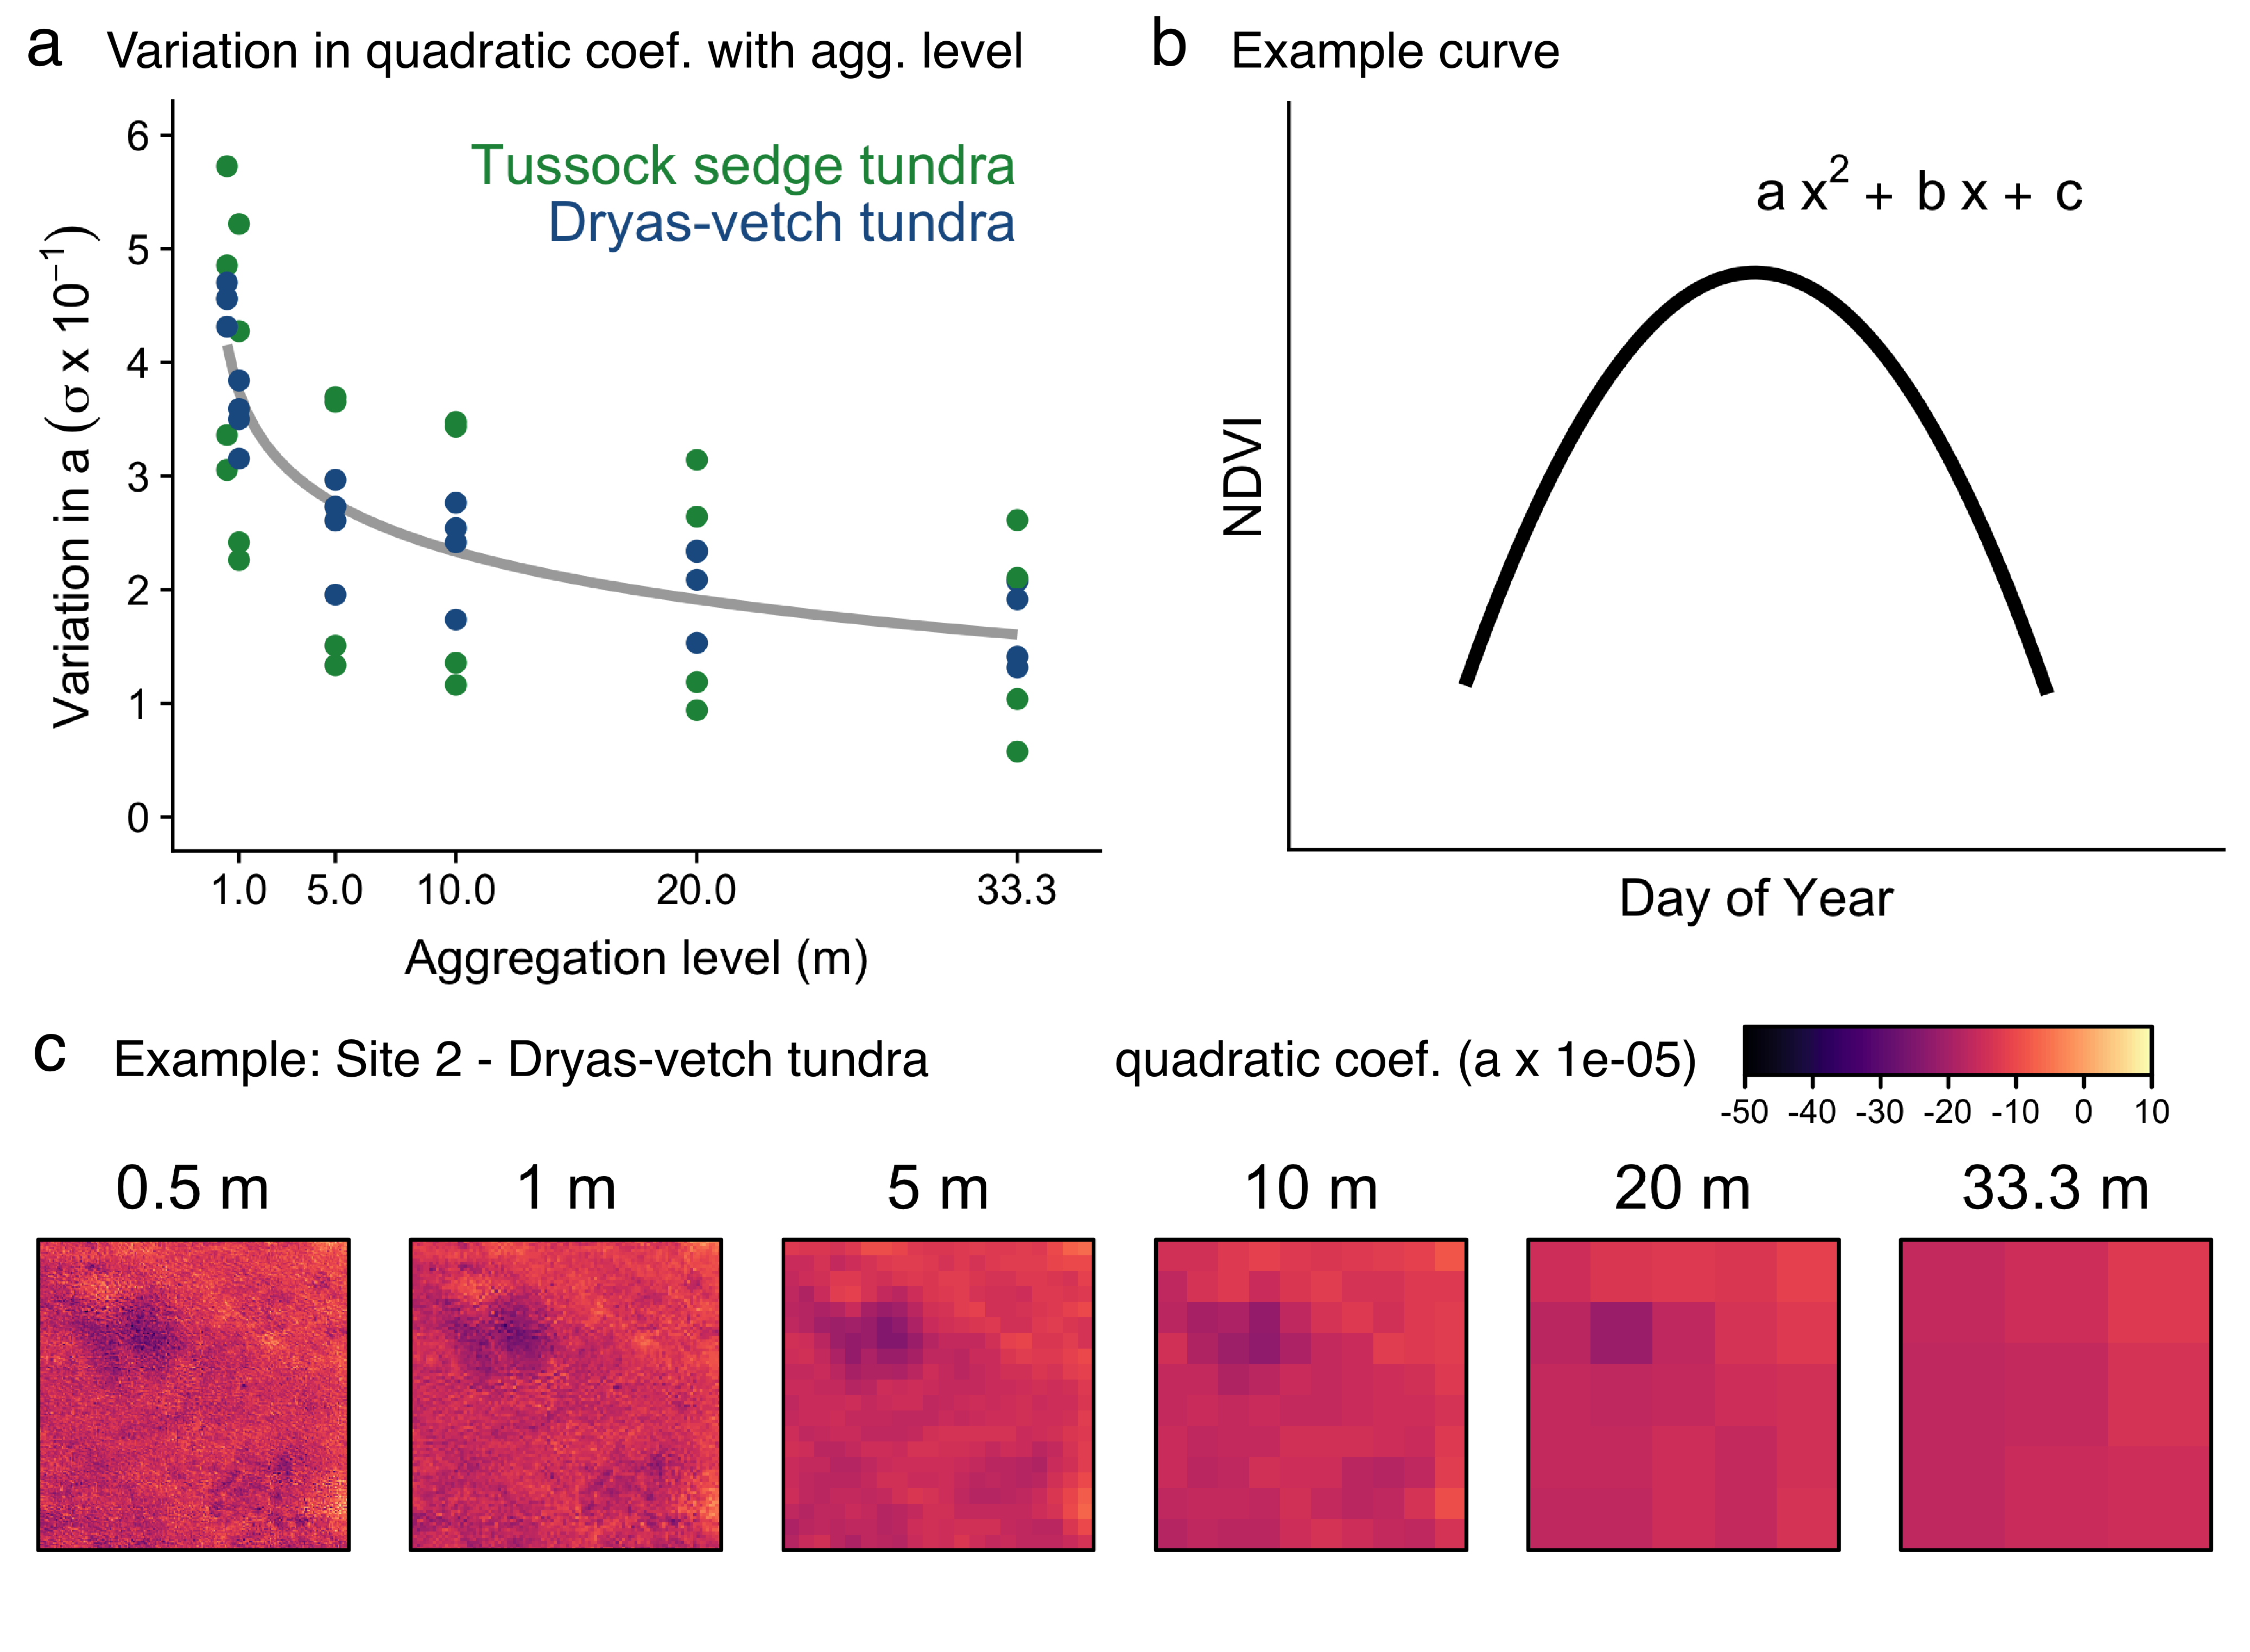 a Variation in quadratic coef. with agg. level
6
5
4
3
2
1
0
Variation in a (σ x 10⁻¹)
Tussock sedge tundra
Dryas-vetch tundra
1.0 5.0 10.0 20.0 33.3
Aggregation level (m)
b Example curve
NDVI
a x² + b x + c
Day of Year
c Example: Site 2 - Dryas-vetch tundra
quadratic coef. (a x 1e-05)
-50 -40 -30 -20 -10 0 10
0.5 m 1 m 5 m 10 m 20 m 33.3 m